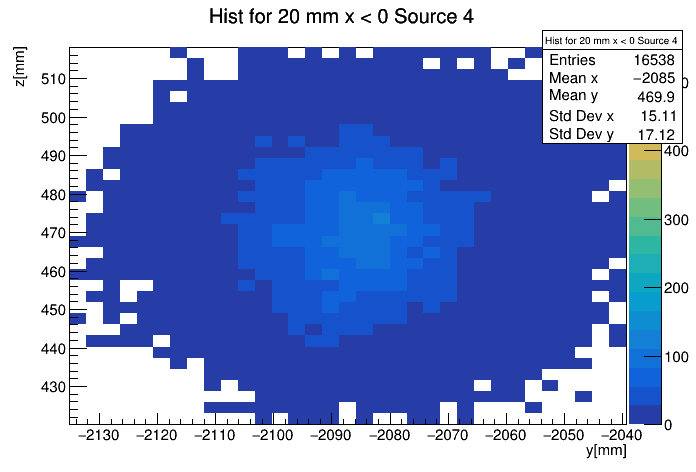 Hist for 20 mm x < 0 Source 4
Hist for 20 mm x < 0 Source 4
Entries 16538
Mean x −2085
Mean y 469.9
Std Dev x 15.11
Std Dev y 17.12
z[mm]
510
500
490
480
470
460
450
440
430
0
400
300
200
100
0
−2130 −2120 −2110 −2100 −2090 −2080 −2070 −2060 −2050 −2040
y[mm]